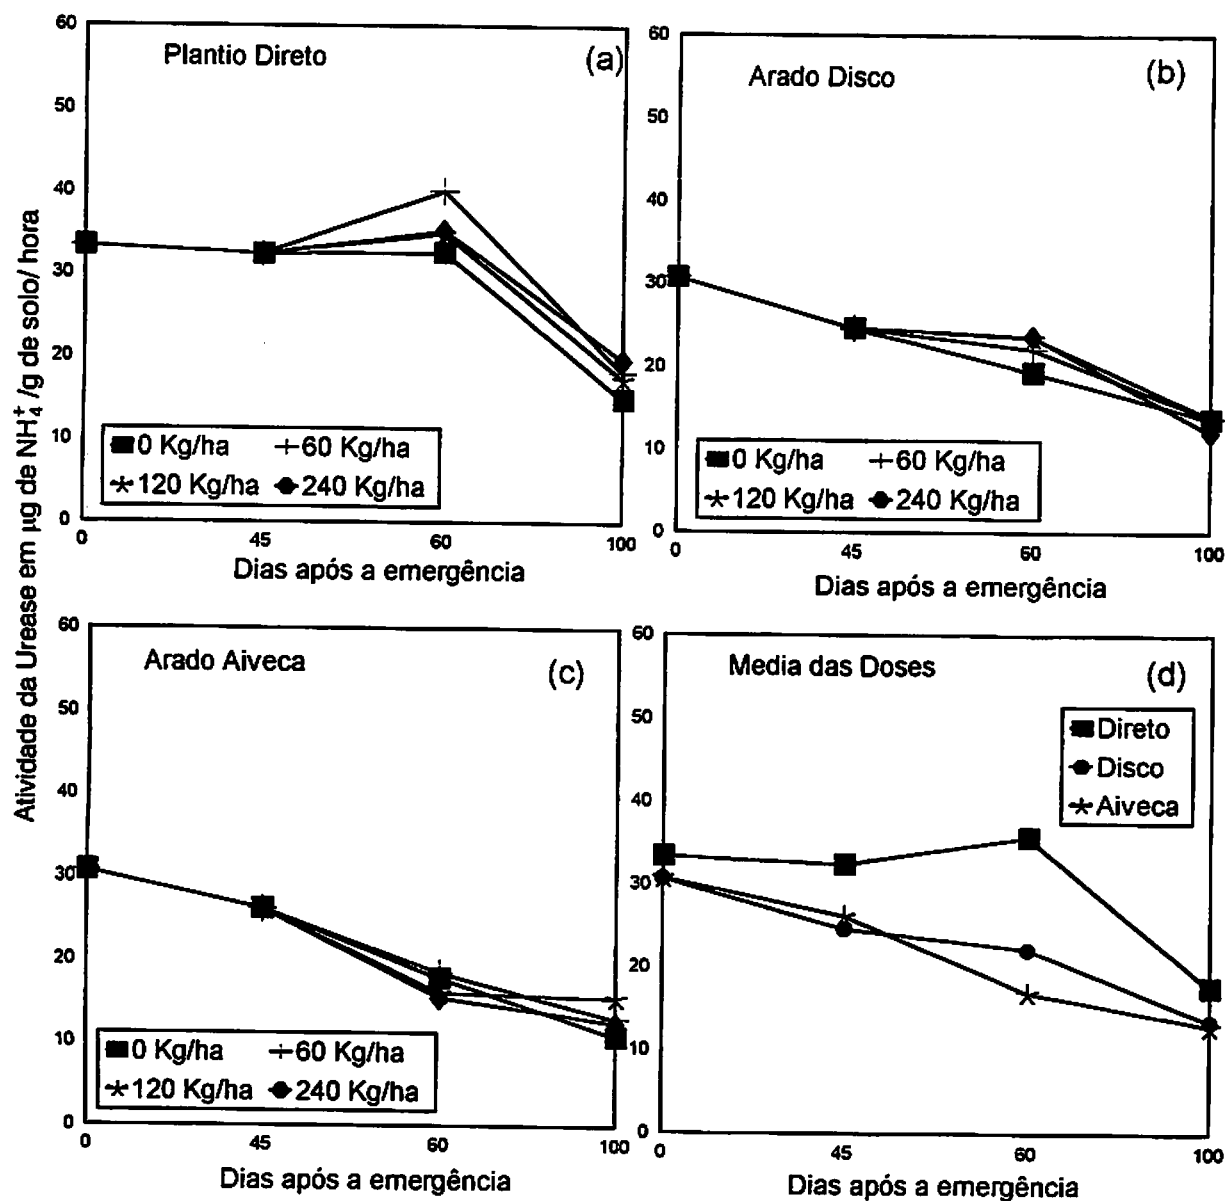 Atividade da Urease em μg de NH₄⁺ /g de solo/ hora
Plantio Direto
(a)
60
50
40
30
20
10
0
■0 Kg/ha +60 Kg/ha
✶120 Kg/ha ◆240 Kg/ha
0 45 60 100
Dias após a emergência
Arado Disco
(b)
60
50
40
30
20
10
0
■0 Kg/ha +60 Kg/ha
✶120 Kg/ha ●240 Kg/ha
0 45 60 100
Dias após a emergência
Arado Aiveca
(c)
60
50
40
30
20
10
0
■0 Kg/ha +60 Kg/ha
✶120 Kg/ha ◆240 Kg/ha
0 45 60 100
Dias após a emergência
Media das Doses
(d)
■Direto
●Disco
✶Aiveca
60
50
40
30
20
10
0
0 45 60 100
Dias após a emergência